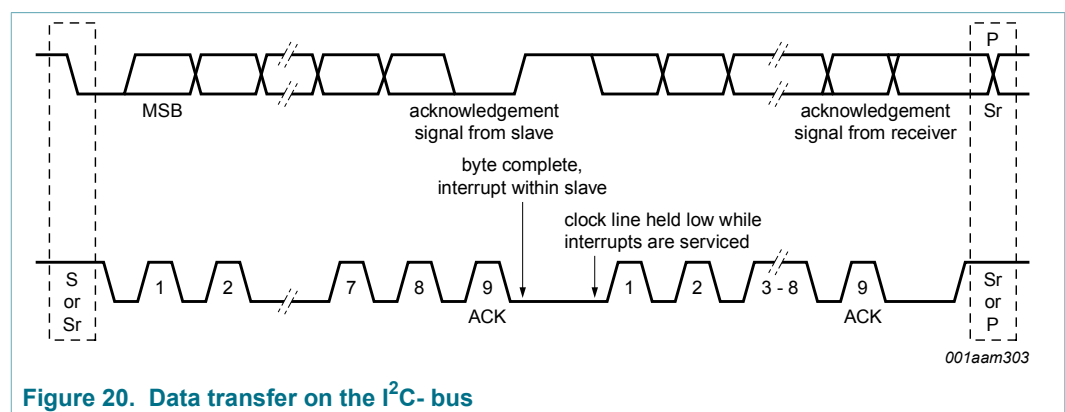 P
MSB
acknowledgement
signal from slave
acknowledgement
signal from receiver
Sr
byte complete,
interrupt within slave
clock line held low while
interrupts are serviced
S
or
Sr
1 2 7 8 9 1 2 3 - 8 9
ACK ACK
Sr
or
P
001aam303
Figure 20. Data transfer on the I²C- bus